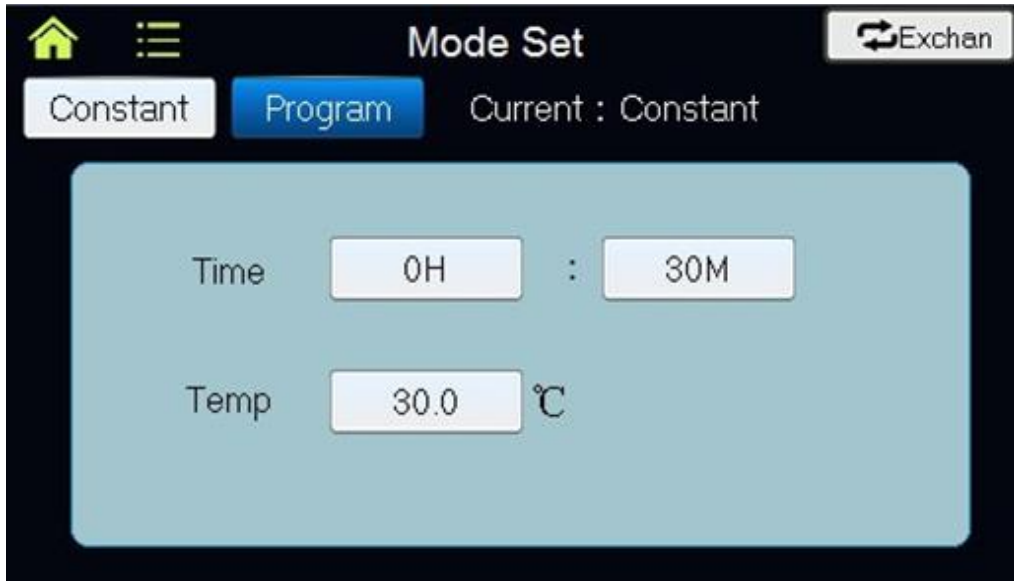 Mode Set Exchan
Constant Program Current : Constant
Time 0H : 30M
Temp 30.0 ℃